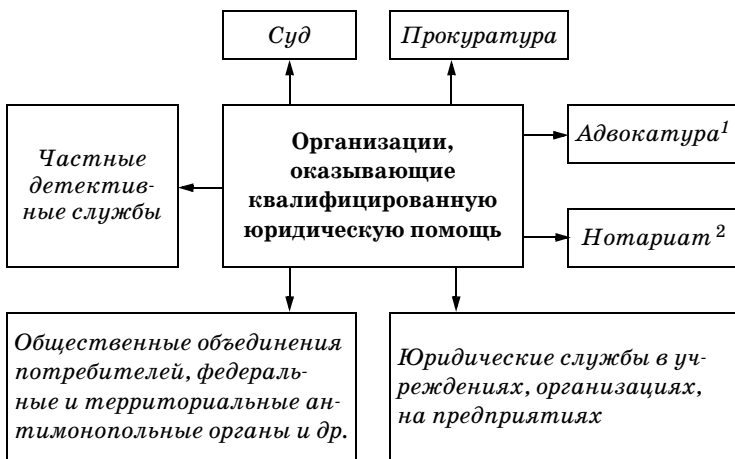 Суд
Прокуратура
Частные
детектив-
ные службы
Организации,
оказывающие
квалифицированную
юридическую помощь
Адвокатура¹
Нотариат²
Общественные объединения
потребителей, федераль-
ные и территориальные ан-
тимонопольные органы и др.
Юридические службы в уч-
реждениях, организациях,
на предприятиях